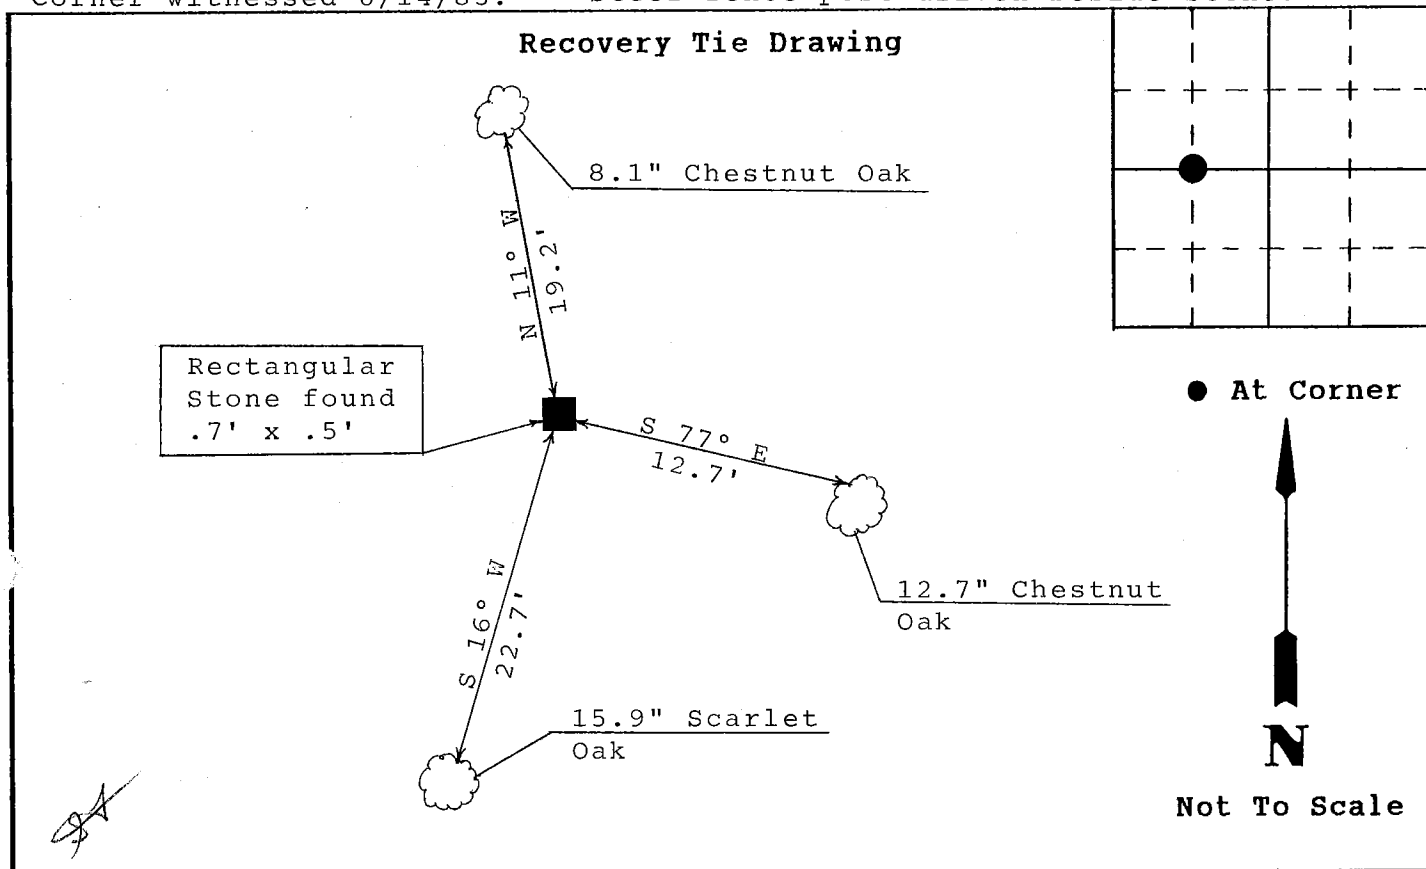 Recovery Tie Drawing
8.1" Chestnut Oak
N 11° W
19.2'
Rectangular
Stone found
.7' x .5'
At Corner
S 77° E
12.7'
12.7" Chestnut
Oak
S 16° W
22.7'
15.9" Scarlet
Oak
N
Not To Scale